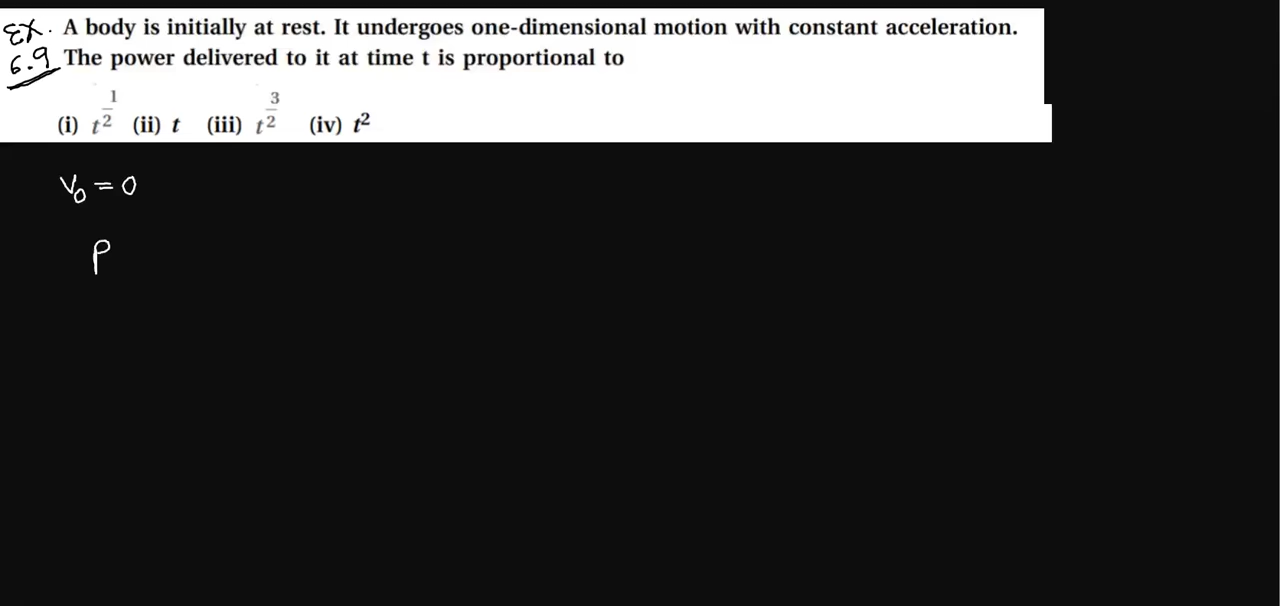 Ex. A body is initially at rest. It undergoes one-dimensional motion with constant acceleration.
6.9 The power delivered to it at time t is proportional to
(i) t^{1/2} (ii) t (iii) t^{3/2} (iv) t²
V₀ = 0
P